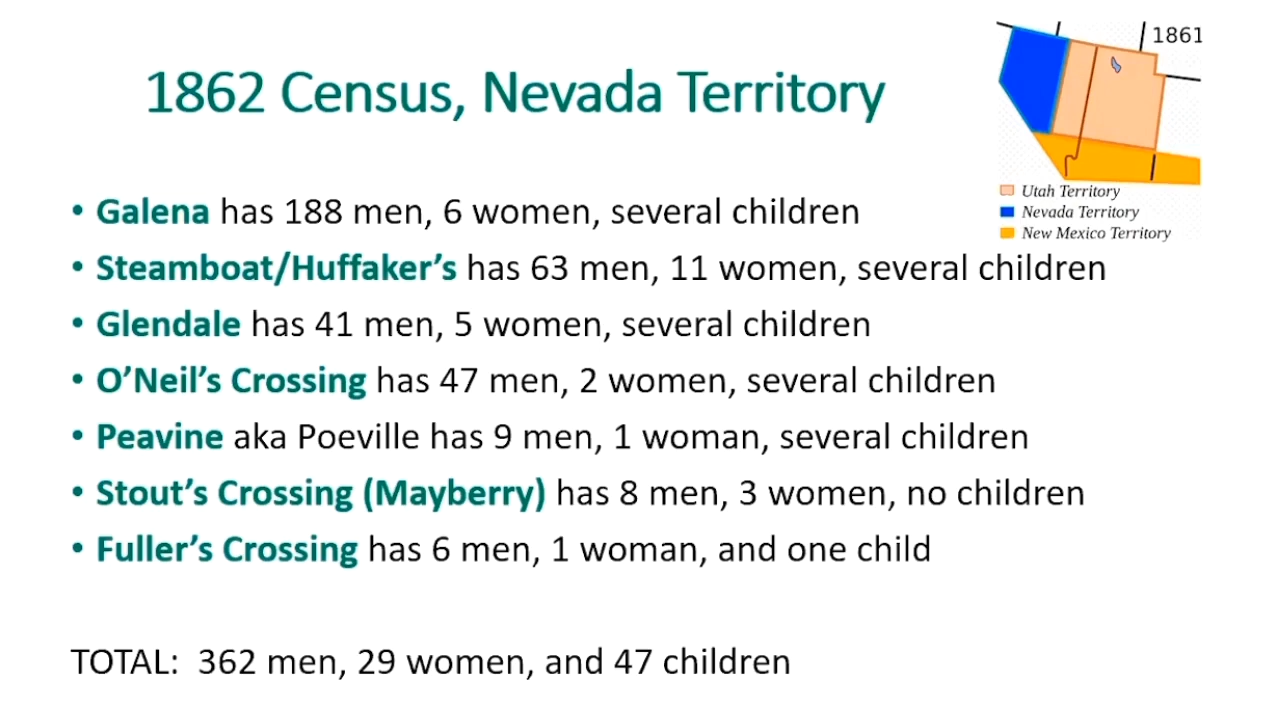 1861
1862 Census, Nevada Territory
Utah Territory
Nevada Territory
New Mexico Territory
• Galena has 188 men, 6 women, several children
• Steamboat/Huffaker’s has 63 men, 11 women, several children
• Glendale has 41 men, 5 women, several children
• O’Neil’s Crossing has 47 men, 2 women, several children
• Peavine aka Poeville has 9 men, 1 woman, several children
• Stout’s Crossing (Mayberry) has 8 men, 3 women, no children
• Fuller’s Crossing has 6 men, 1 woman, and one child
TOTAL:  362 men, 29 women, and 47 children